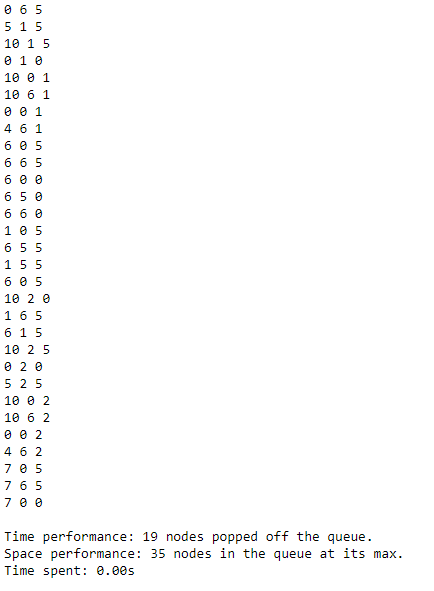 0 6 5
5 1 5
10 1 5
0 1 0
10 0 1
10 6 1
0 0 1
4 6 1
6 0 5
6 6 5
6 0 0
6 5 0
6 6 0
1 0 5
6 5 5
1 5 5
6 0 5
10 2 0
1 6 5
6 1 5
10 2 5
0 2 0
5 2 5
10 0 2
10 6 2
0 0 2
4 6 2
7 0 5
7 6 5
7 0 0
Time performance: 19 nodes popped off the queue.
Space performance: 35 nodes in the queue at its max.
Time spent: 0.00s